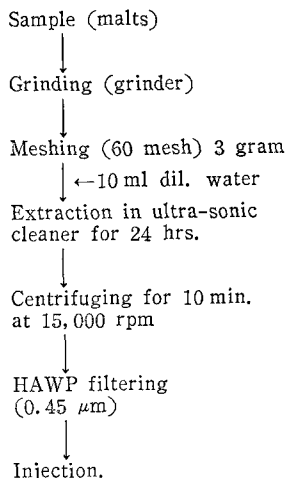 Sample (malts)
Grinding (grinder)
Meshing (60 mesh) 3 gram
←10 ml dil. water
Extraction in ultra-sonic
cleaner for 24 hrs.
Centrifuging for 10 min.
at 15,000 rpm
HAWP filtering
(0.45 μm)
Injection.